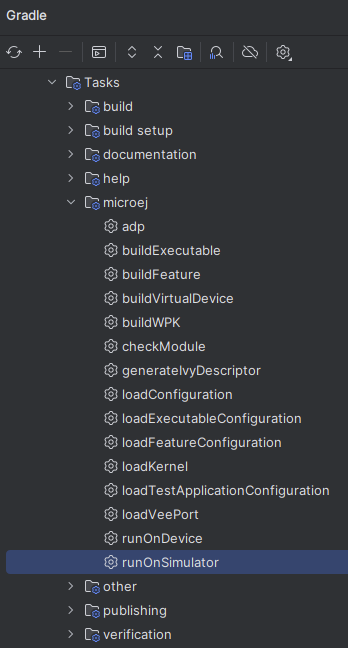 Gradle
Tasks
build
build setup
documentation
help
microej
adp
buildExecutable
buildFeature
buildVirtualDevice
buildWPK
checkModule
generateIvyDescriptor
loadConfiguration
loadExecutableConfiguration
loadFeatureConfiguration
loadKernel
loadTestApplicationConfiguration
loadVeePort
runOnDevice
runOnSimulator
other
publishing
verification